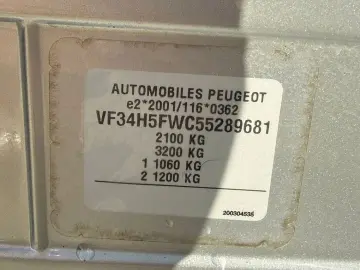 AUTOMOBILES PEUGEOT
e2*2001/116*0362
VF34H5FWC55289681
2100 KG
3200 KG
1 1060 KG
2 1200 KG
200304535